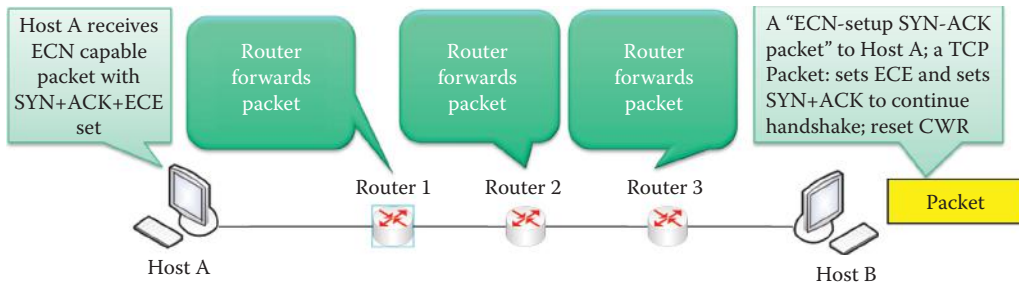 Host A receives
ECN capable
packet with
SYN+ACK+ECE
set
Router
forwards
packet
Router
forwards
packet
Router
forwards
packet
A “ECN-setup SYN-ACK
packet” to Host A; a TCP
Packet: sets ECE and sets
SYN+ACK to continue
handshake; reset CWR
Router 1
Router 2
Router 3
Packet
Host A
Host B